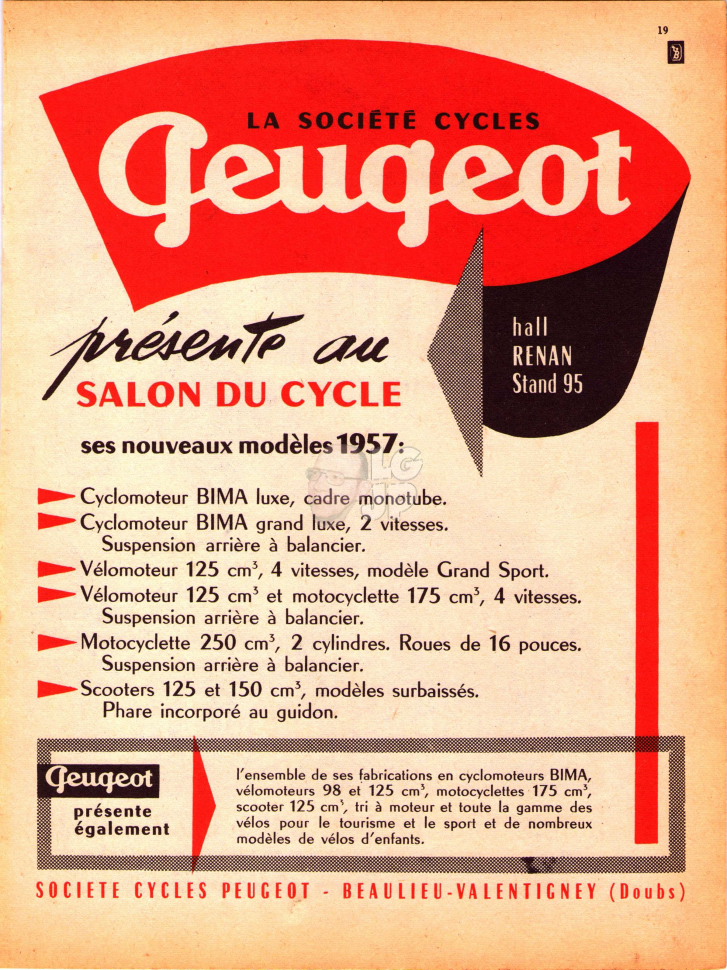 19
LA SOCIÉTÉ CYCLES
Peugeot
présente au
SALON DU CYCLE
hall
RENAN
Stand 95
ses nouveaux modèles 1957:
LG
UP
Cyclomoteur BIMA luxe, cadre monotube.
Cyclomoteur BIMA grand luxe, 2 vitesses.
Suspension arrière à balancier.
Vélomoteur 125 cm³, 4 vitesses, modèle Grand Sport.
Vélomoteur 125 cm³ et motocyclette 175 cm³, 4 vitesses.
Suspension arrière à balancier.
Motocyclette 250 cm³, 2 cylindres. Roues de 16 pouces.
Suspension arrière à balancier.
Scooters 125 et 150 cm³, modèles surbaissés.
Phare incorporé au guidon.
Peugeot
présente
également
l'ensemble de ses fabrications en cyclomoteurs BIMA,
vélomoteurs 98 et 125 cm³, motocyclettes 175 cm³,
scooter 125 cm³, tri à moteur et toute la gamme des
vélos pour le tourisme et le sport et de nombreux
modèles de vélos d'enfants.
SOCIETE CYCLES PEUGEOT - BEAULIEU-VALENTIGNEY (Doubs)